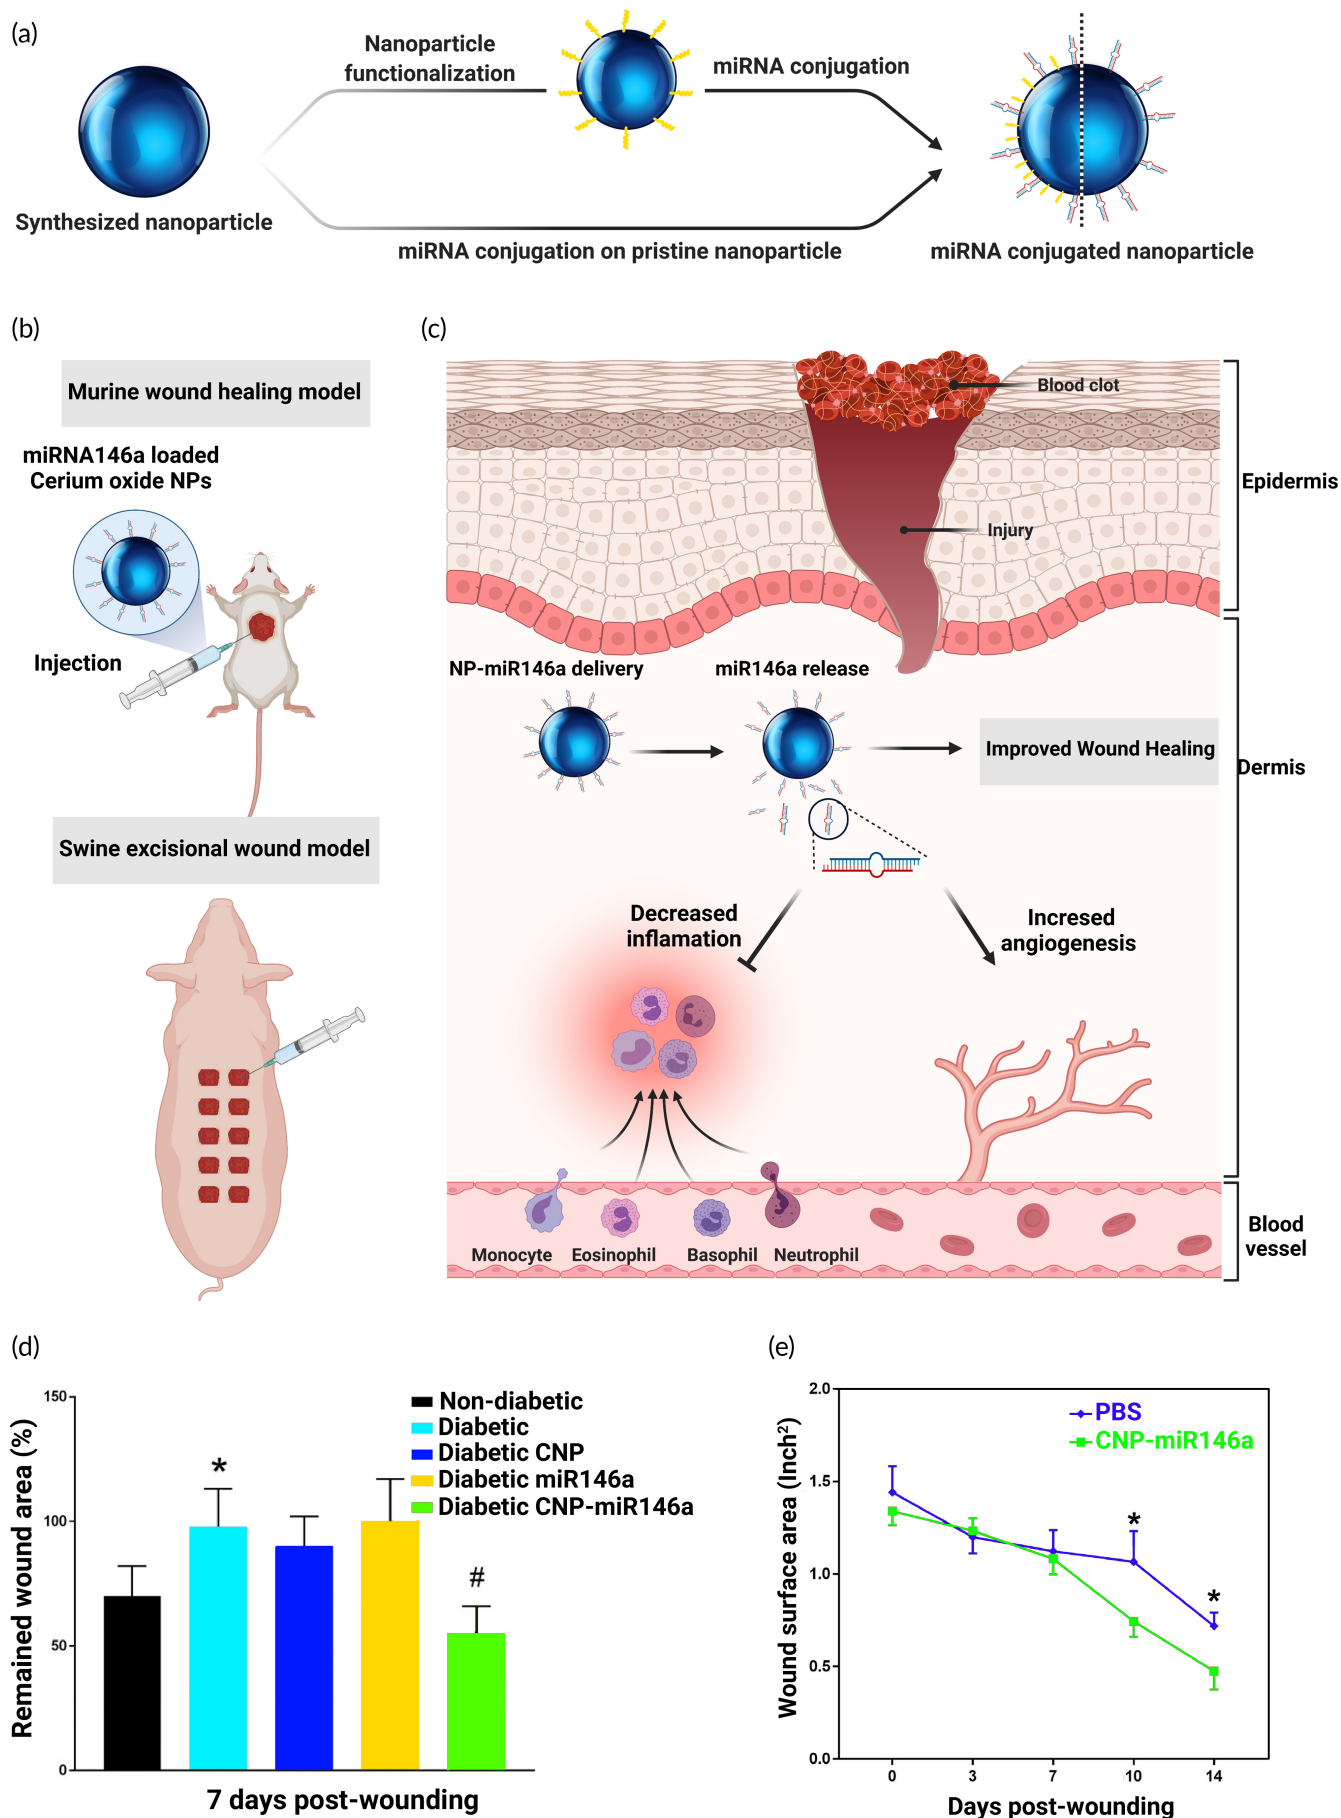 (a)
Nanoparticle
functionalization
miRNA conjugation
Synthesized nanoparticle
miRNA conjugation on pristine nanoparticle
miRNA conjugated nanoparticle
(b)
Murine wound healing model
miRNA146a loaded
Cerium oxide NPs
Injection
Swine excisional wound model
(c)
Blood clot
Injury
Epidermis
NP-miR146a delivery
miR146a release
Improved Wound Healing
Dermis
Decreased
inflamation
Incresed
angiogenesis
Monocyte
Eosinophil
Basophil
Neutrophil
Blood
vessel
(d)
Remained wound area (%)
150
100
50
0
*
#
Non-diabetic
Diabetic
Diabetic CNP
Diabetic miR146a
Diabetic CNP-miR146a
7 days post-wounding
(e)
Wound surface area (Inch²)
2.0
1.5
1.0
0.5
0.0
PBS
CNP-miR146a
*
*
0
3
7
10
14
Days post-wounding